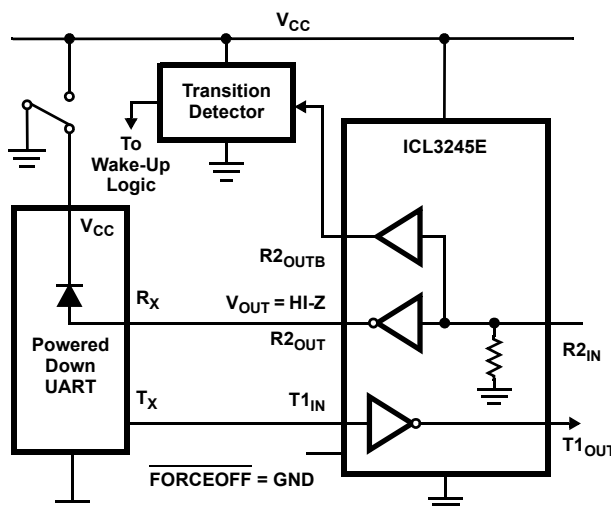 VCC
Transition
Detector
To
Wake-Up
Logic
ICL3245E
VCC
R2OUTB
RX
VOUT = HI-Z
R2OUT
R2IN
Powered
Down
UART
TX
T1IN
T1OUT
FORCEOFF = GND